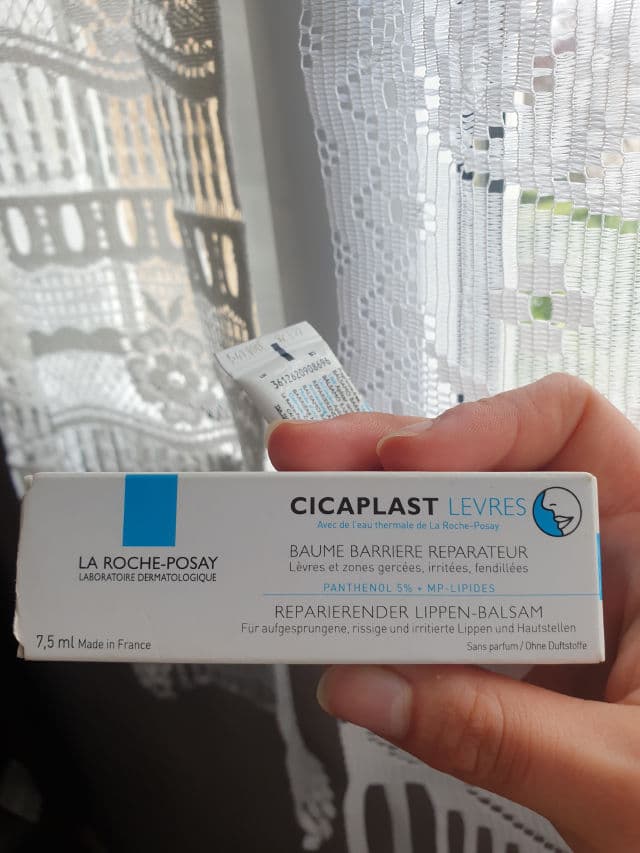 3612620908696
LA ROCHE-POSAY
LABORATOIRE DERMATOLOGIQUE
7,5 ml Made in France
CICAPLAST LEVRES
Avec de l'eau thermale de La Roche-Posay
BAUME BARRIERE REPARATEUR
Lèvres et zones gercées, irritées, fendillées
PANTHENOL 5% + MP-LIPIDES
REPARIERENDER LIPPEN-BALSAM
Für aufgesprungene, rissige und irritierte Lippen und Hautstellen
Sans parfum / Ohne Duftstoffe